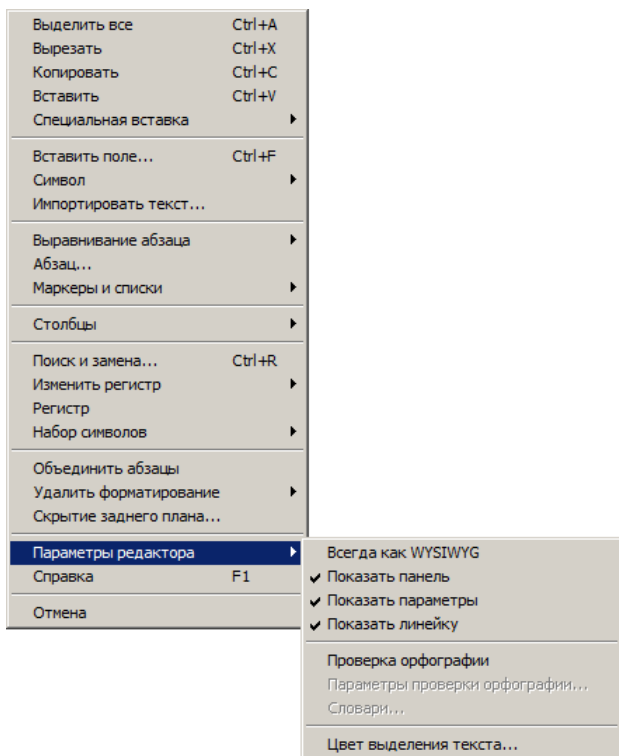 Выделить все Ctrl+A
Вырезать Ctrl+X
Копировать Ctrl+C
Вставить Ctrl+V
Специальная вставка
Вставить поле... Ctrl+F
Символ
Импортировать текст...
Выравнивание абзаца
Абзац...
Маркеры и списки
Столбцы
Поиск и замена... Ctrl+R
Изменить регистр
Регистр
Набор символов
Объединить абзацы
Удалить форматирование
Скрытие заднего плана...
Параметры редактора
Справка F1
Отмена
Всегда как WYSIWYG
Показать панель
Показать параметры
Показать линейку
Проверка орфографии
Параметры проверки орфографии...
Словари...
Цвет выделения текста...